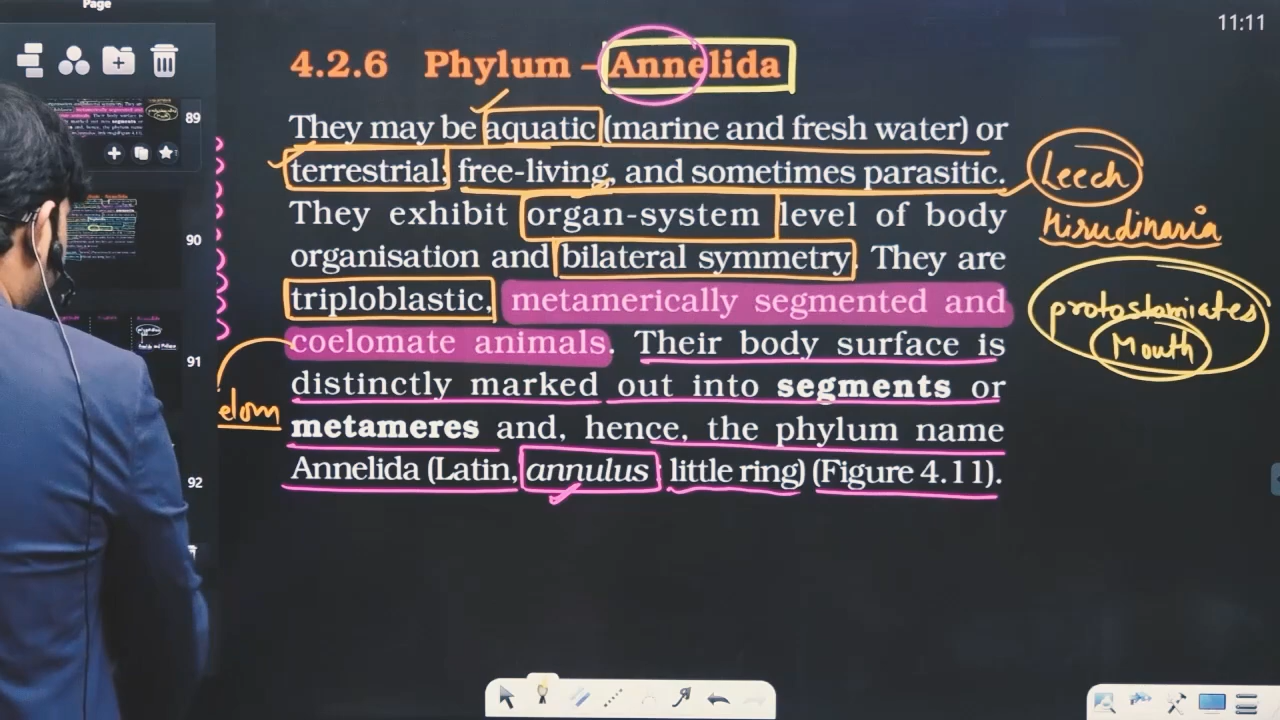 Page
11:11
89
90
91
92
4.2.6 Phylum – Annelida
They may be aquatic (marine and fresh water) or
terrestrial; free-living, and sometimes parasitic.
They exhibit organ-system level of body
organisation and bilateral symmetry. They are
triploblastic, metamerically segmented and
coelomate animals. Their body surface is
distinctly marked out into segments or
metameres and, hence, the phylum name
Annelida (Latin, annulus : little ring) (Figure 4.11).
elom
Leech
Hirudinaria
protostomiates
Mouth